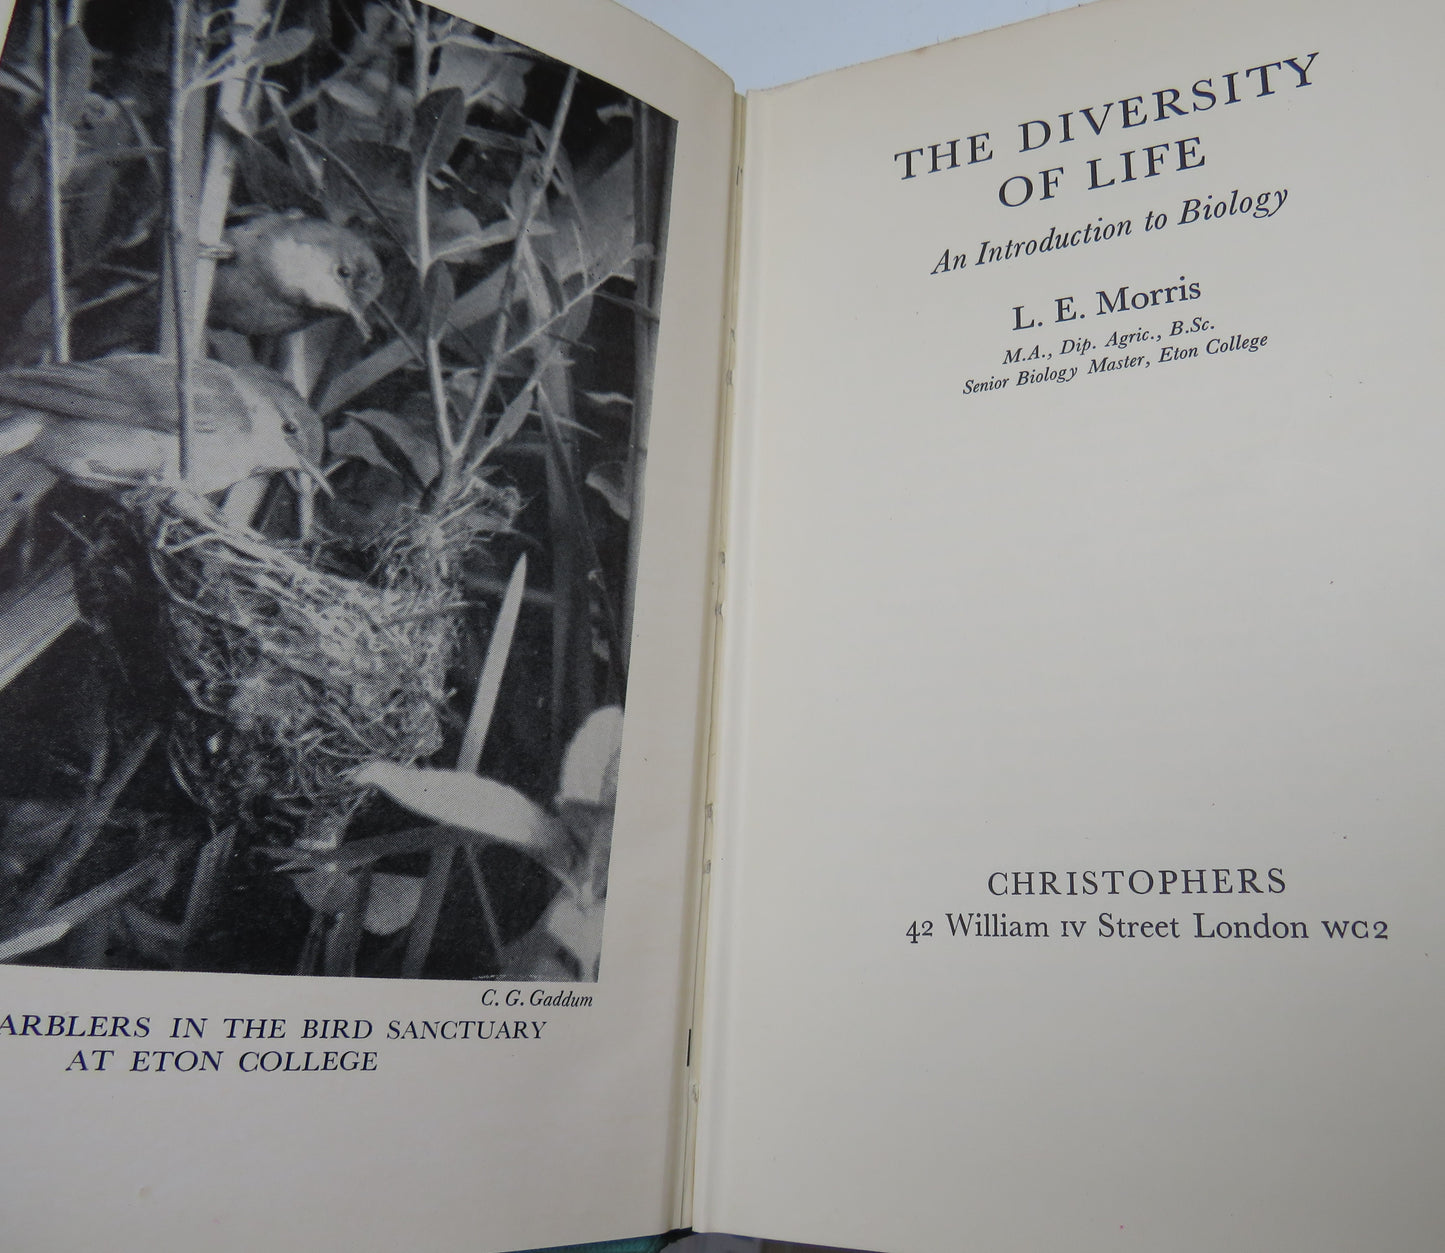 C. G. Gaddum
IN THE BIRD SANCTUARY
AT ETON COLLEGE
THE DIVERSITY
OF LIFE
An Introduction to Biology
L. E. Morris
M.A., Dip. Agric., B.Sc.
Senior Biology Master, Eton College
CHRISTOPHERS
42 William IV Street London WC2